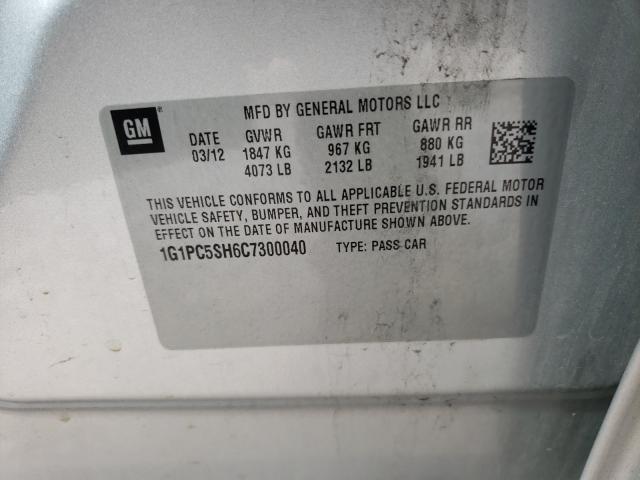 MFD BY GENERAL MOTORS LLC
GM
DATE GVWR GAWR FRT GAWR RR
03/12 1847 KG 967 KG 880 KG
4073 LB 2132 LB 1941 LB
THIS VEHICLE CONFORMS TO ALL APPLICABLE U.S. FEDERAL MOTOR
VEHICLE SAFETY, BUMPER, AND THEFT PREVENTION STANDARDS IN
EFFECT ON THE DATE OF MANUFACTURE SHOWN ABOVE.
1G1PC5SH6C7300040 TYPE: PASS CAR